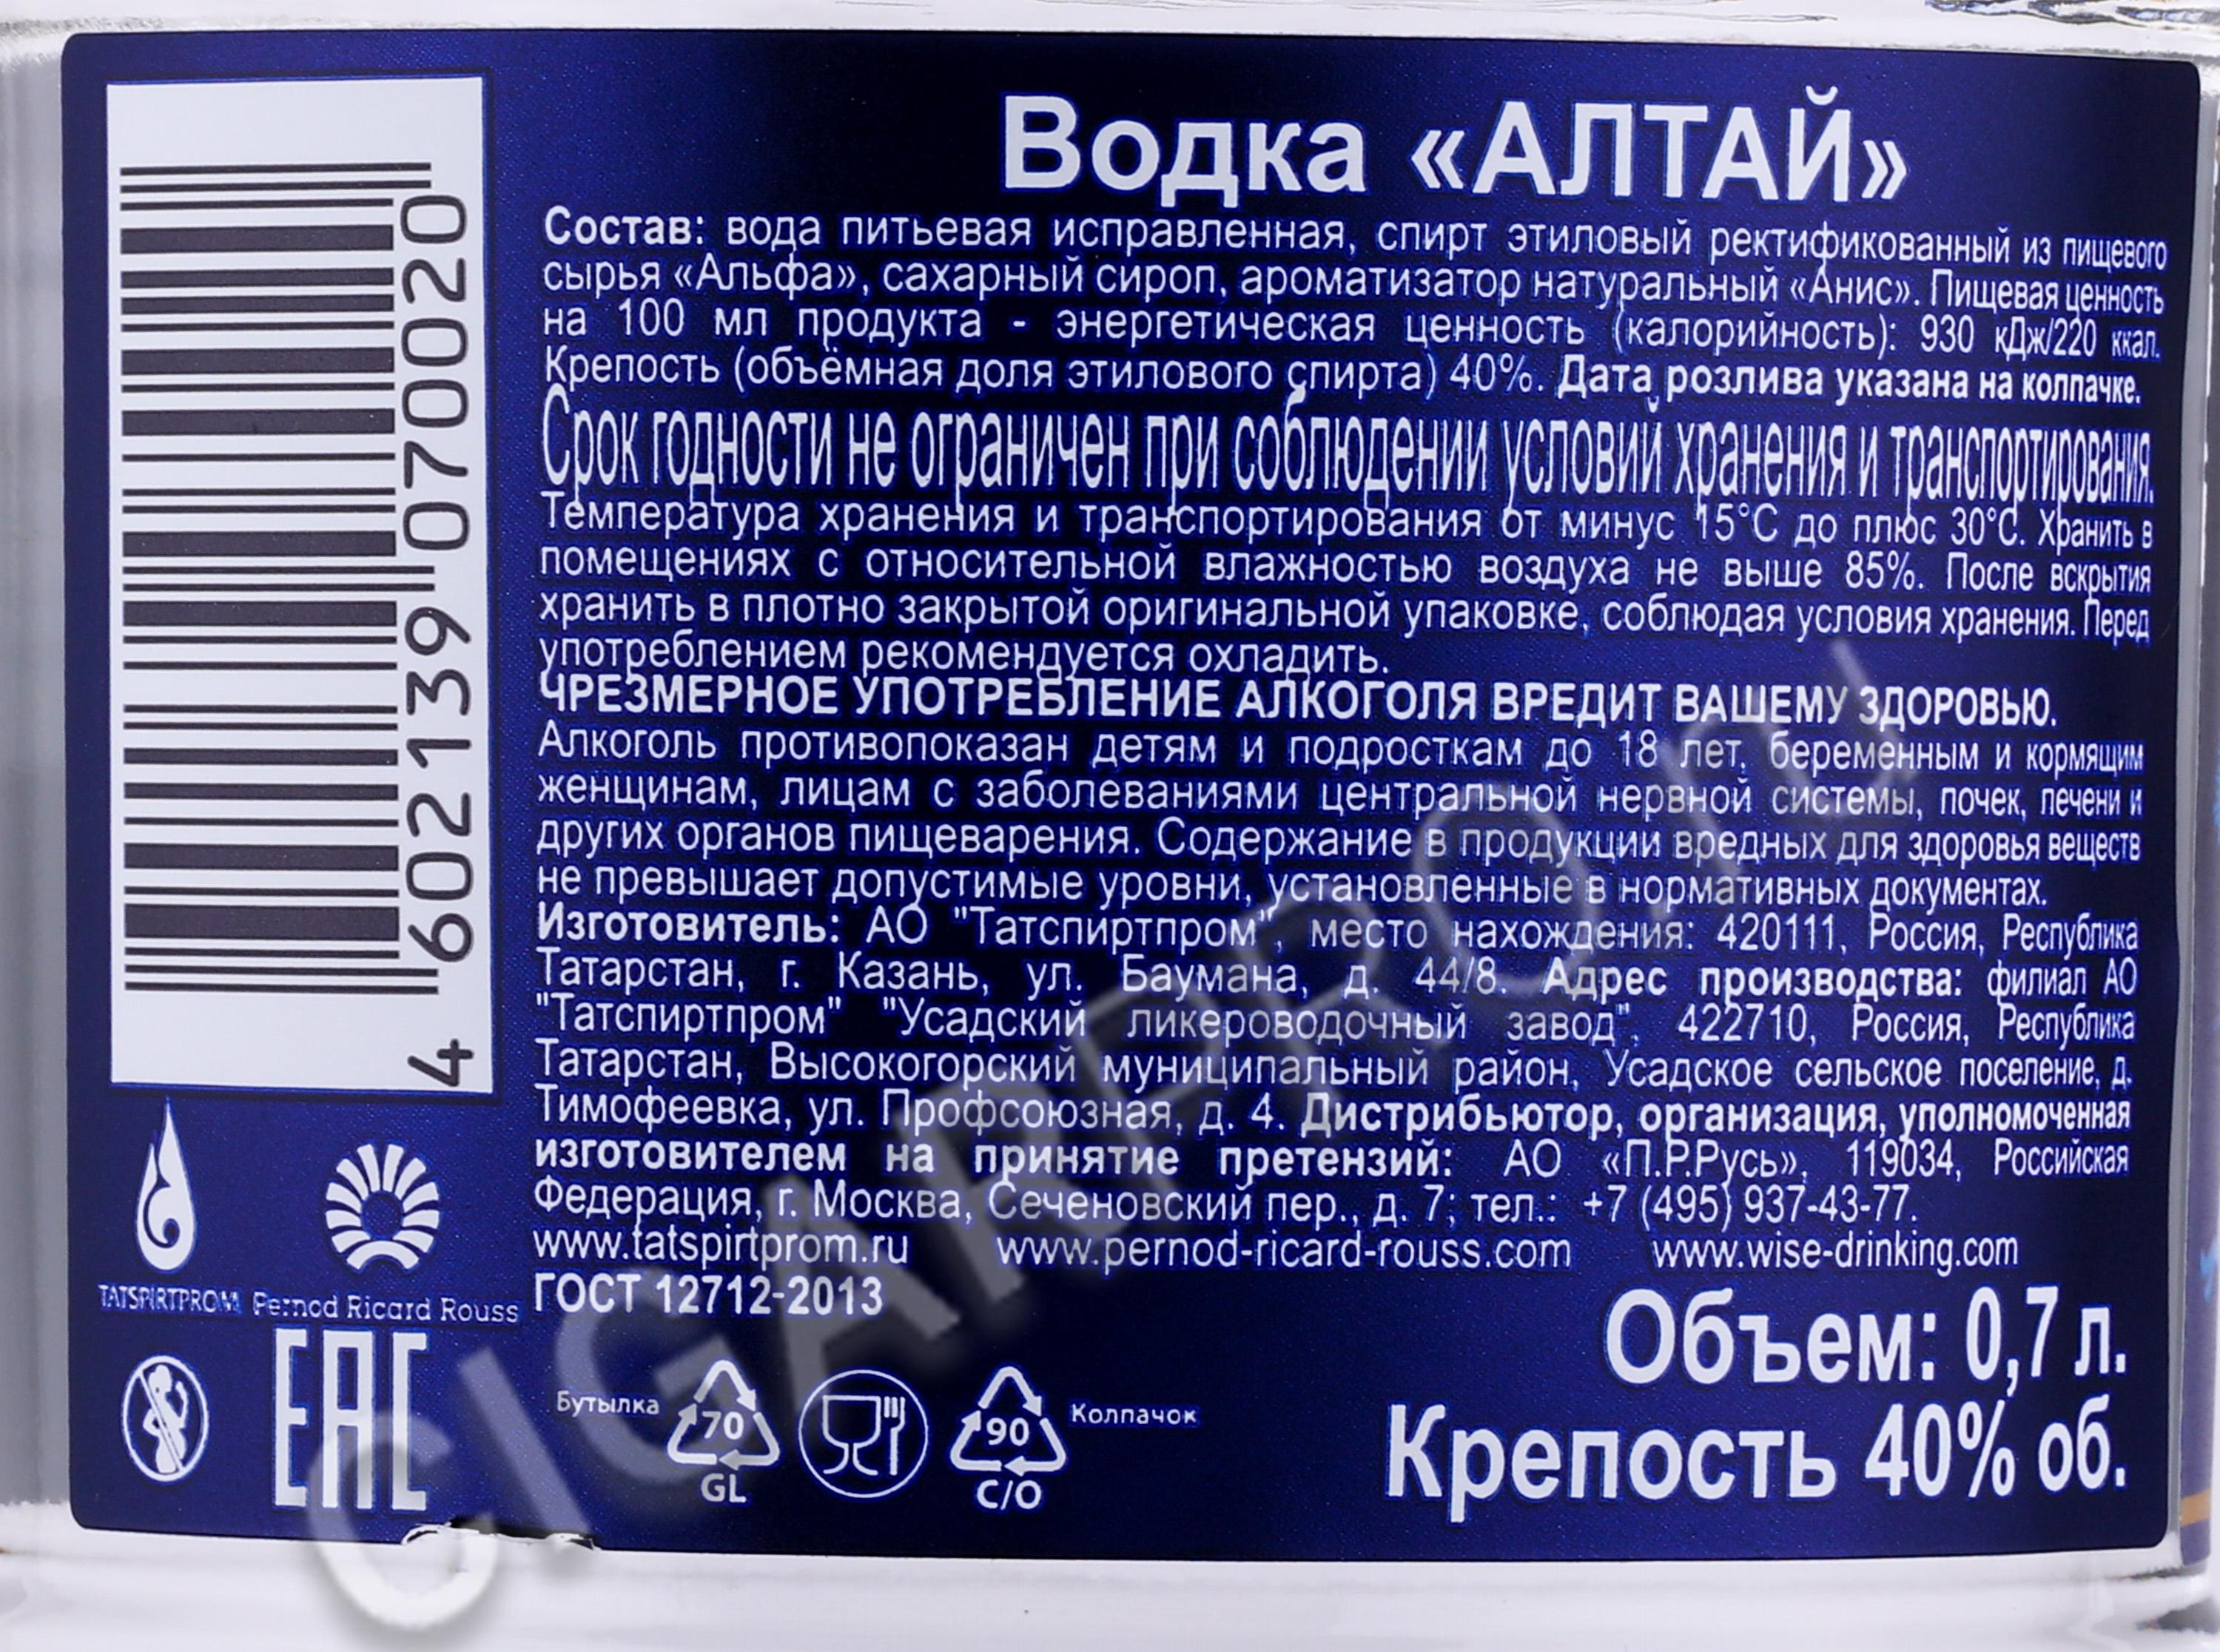 Водка «АЛТАЙ»
Состав: вода питьевая исправленная, спирт этиловый ректификованный из пищевого
сырья «Альфа», сахарный сироп, ароматизатор натуральный «Анис». Пищевая ценность
на 100 мл продукта - энергетическая ценность (калорийность): 930 кДж/220 ккал.
Крепость (объёмная доля этилового спирта) 40%. Дата розлива указана на колпачке.
Срок годности не ограничен при соблюдении условий хранения и транспортирования.
Температура хранения и транспортирования от минус 15°С до плюс 30°С. Хранить в
помещениях с относительной влажностью воздуха не выше 85%. После вскрытия
хранить в плотно закрытой оригинальной упаковке, соблюдая условия хранения. Перед
употреблением рекомендуется охладить.
ЧРЕЗМЕРНОЕ УПОТРЕБЛЕНИЕ АЛКОГОЛЯ ВРЕДИТ ВАШЕМУ ЗДОРОВЬЮ.
Алкоголь противопоказан детям и подросткам до 18 лет, беременным и кормящим
женщинам, лицам с заболеваниями центральной нервной системы, почек, печени и
других органов пищеварения. Содержание в продукции вредных для здоровья веществ
не превышает допустимые уровни, установленные в нормативных документах.
Изготовитель: АО "Татспиртпром", место нахождения: 420111, Россия, Республика
Татарстан, г. Казань, ул. Баумана, д. 44/8. Адрес производства: филиал АО
"Татспиртпром" "Усадский ликероводочный завод", 422710, Россия, Республика
Татарстан, Высокогорский муниципальный район, Усадское сельское поселение, д.
Тимофеевка, ул. Профсоюзная, д. 4. Дистрибьютор, организация, уполномоченная
изготовителем на принятие претензий: АО «П.Р.Русь», 119034, Российская
Федерация, г. Москва, Сеченовский пер., д. 7; тел.: +7 (495) 937-43-77.
www.tatspirtprom.ru www.pernod-ricard-rouss.com www.wise-drinking.com
ГОСТ 12712-2013
Объем: 0,7 л.
Крепость 40% об.
4 602139 070020
TATSPIRTPROM Pernod Ricard Rouss
EAC
Бутылка 70 GL
90 C/O Колпачок
CIGARPRO.ru